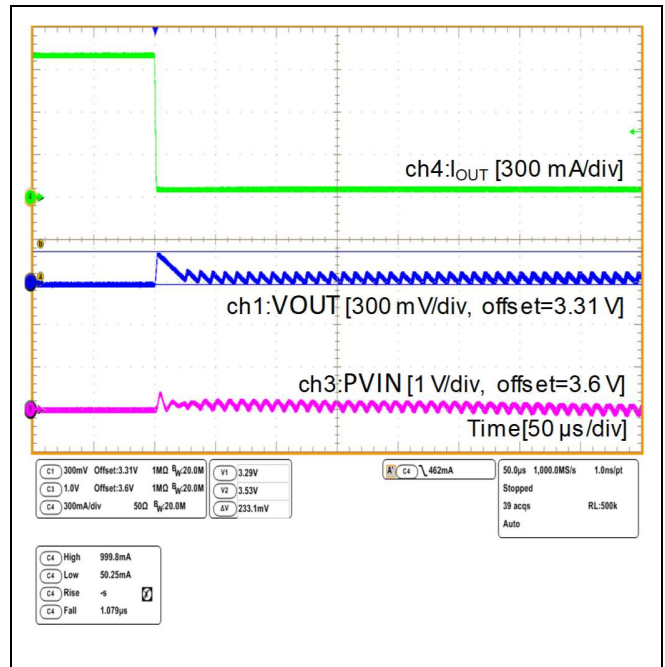 ch4:IOUT [300 mA/div]
b
a
ch1:VOUT [300 mV/div, offset=3.31 V]
ch3:PVIN [1 V/div, offset=3.6 V]
Time[50 µs/div]
C1 300mV Offset:3.31V 1MΩ BW:20.0M
C3 1.0V Offset:3.6V 1MΩ BW:20.0M
C4 300mA/div 50Ω BW:20.0M
V1 3.29V
V2 3.53V
ΔV 233.1mV
A' C4 462mA
50.0µs 1,000.0MS/s 1.0ns/pt
Stopped
39 acqs RL:500k
Auto
C4 High 999.8mA
C4 Low 50.25mA
C4 Rise -s
C4 Fall 1.079µs